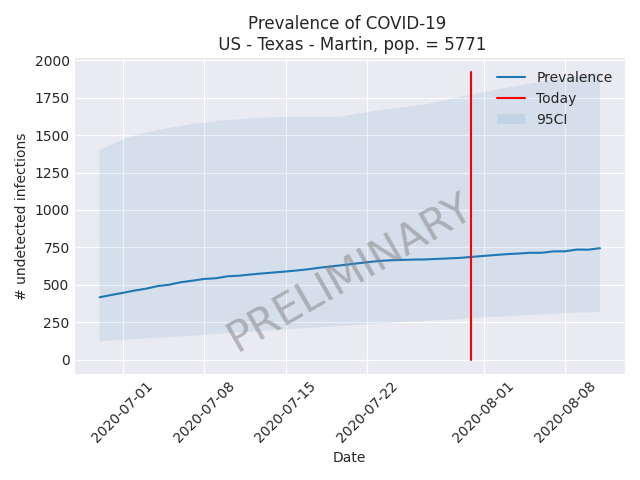 Prevalence of COVID-19
US - Texas - Martin, pop. = 5771
2000
1750
1500
1250
1000
750
500
250
0
# undetected infections
Prevalence
Today
95CI
PRELIMINARY
2020-07-01
2020-07-08
2020-07-15
2020-07-22
2020-08-01
2020-08-08
Date